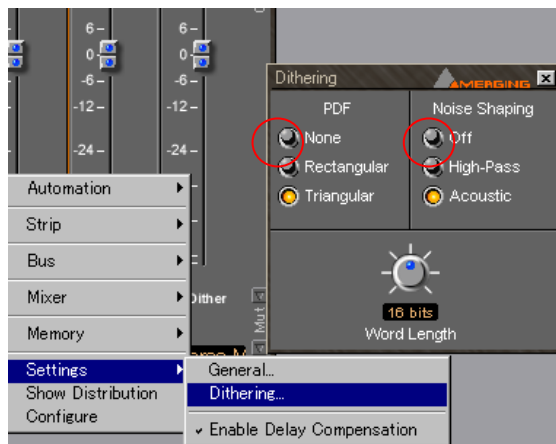 6 6
0 0
-6 -6
-12 -12
-24 -24
Dither
Mut
Dithering AMERGING
PDF Noise Shaping
None Off
Rectangular High-Pass
Triangular Acoustic
16 bits
Word Length
Automation
Strip
Bus
Mixer
Memory
Settings
Show Distribution
Configure
General...
Dithering...
Enable Delay Compensation